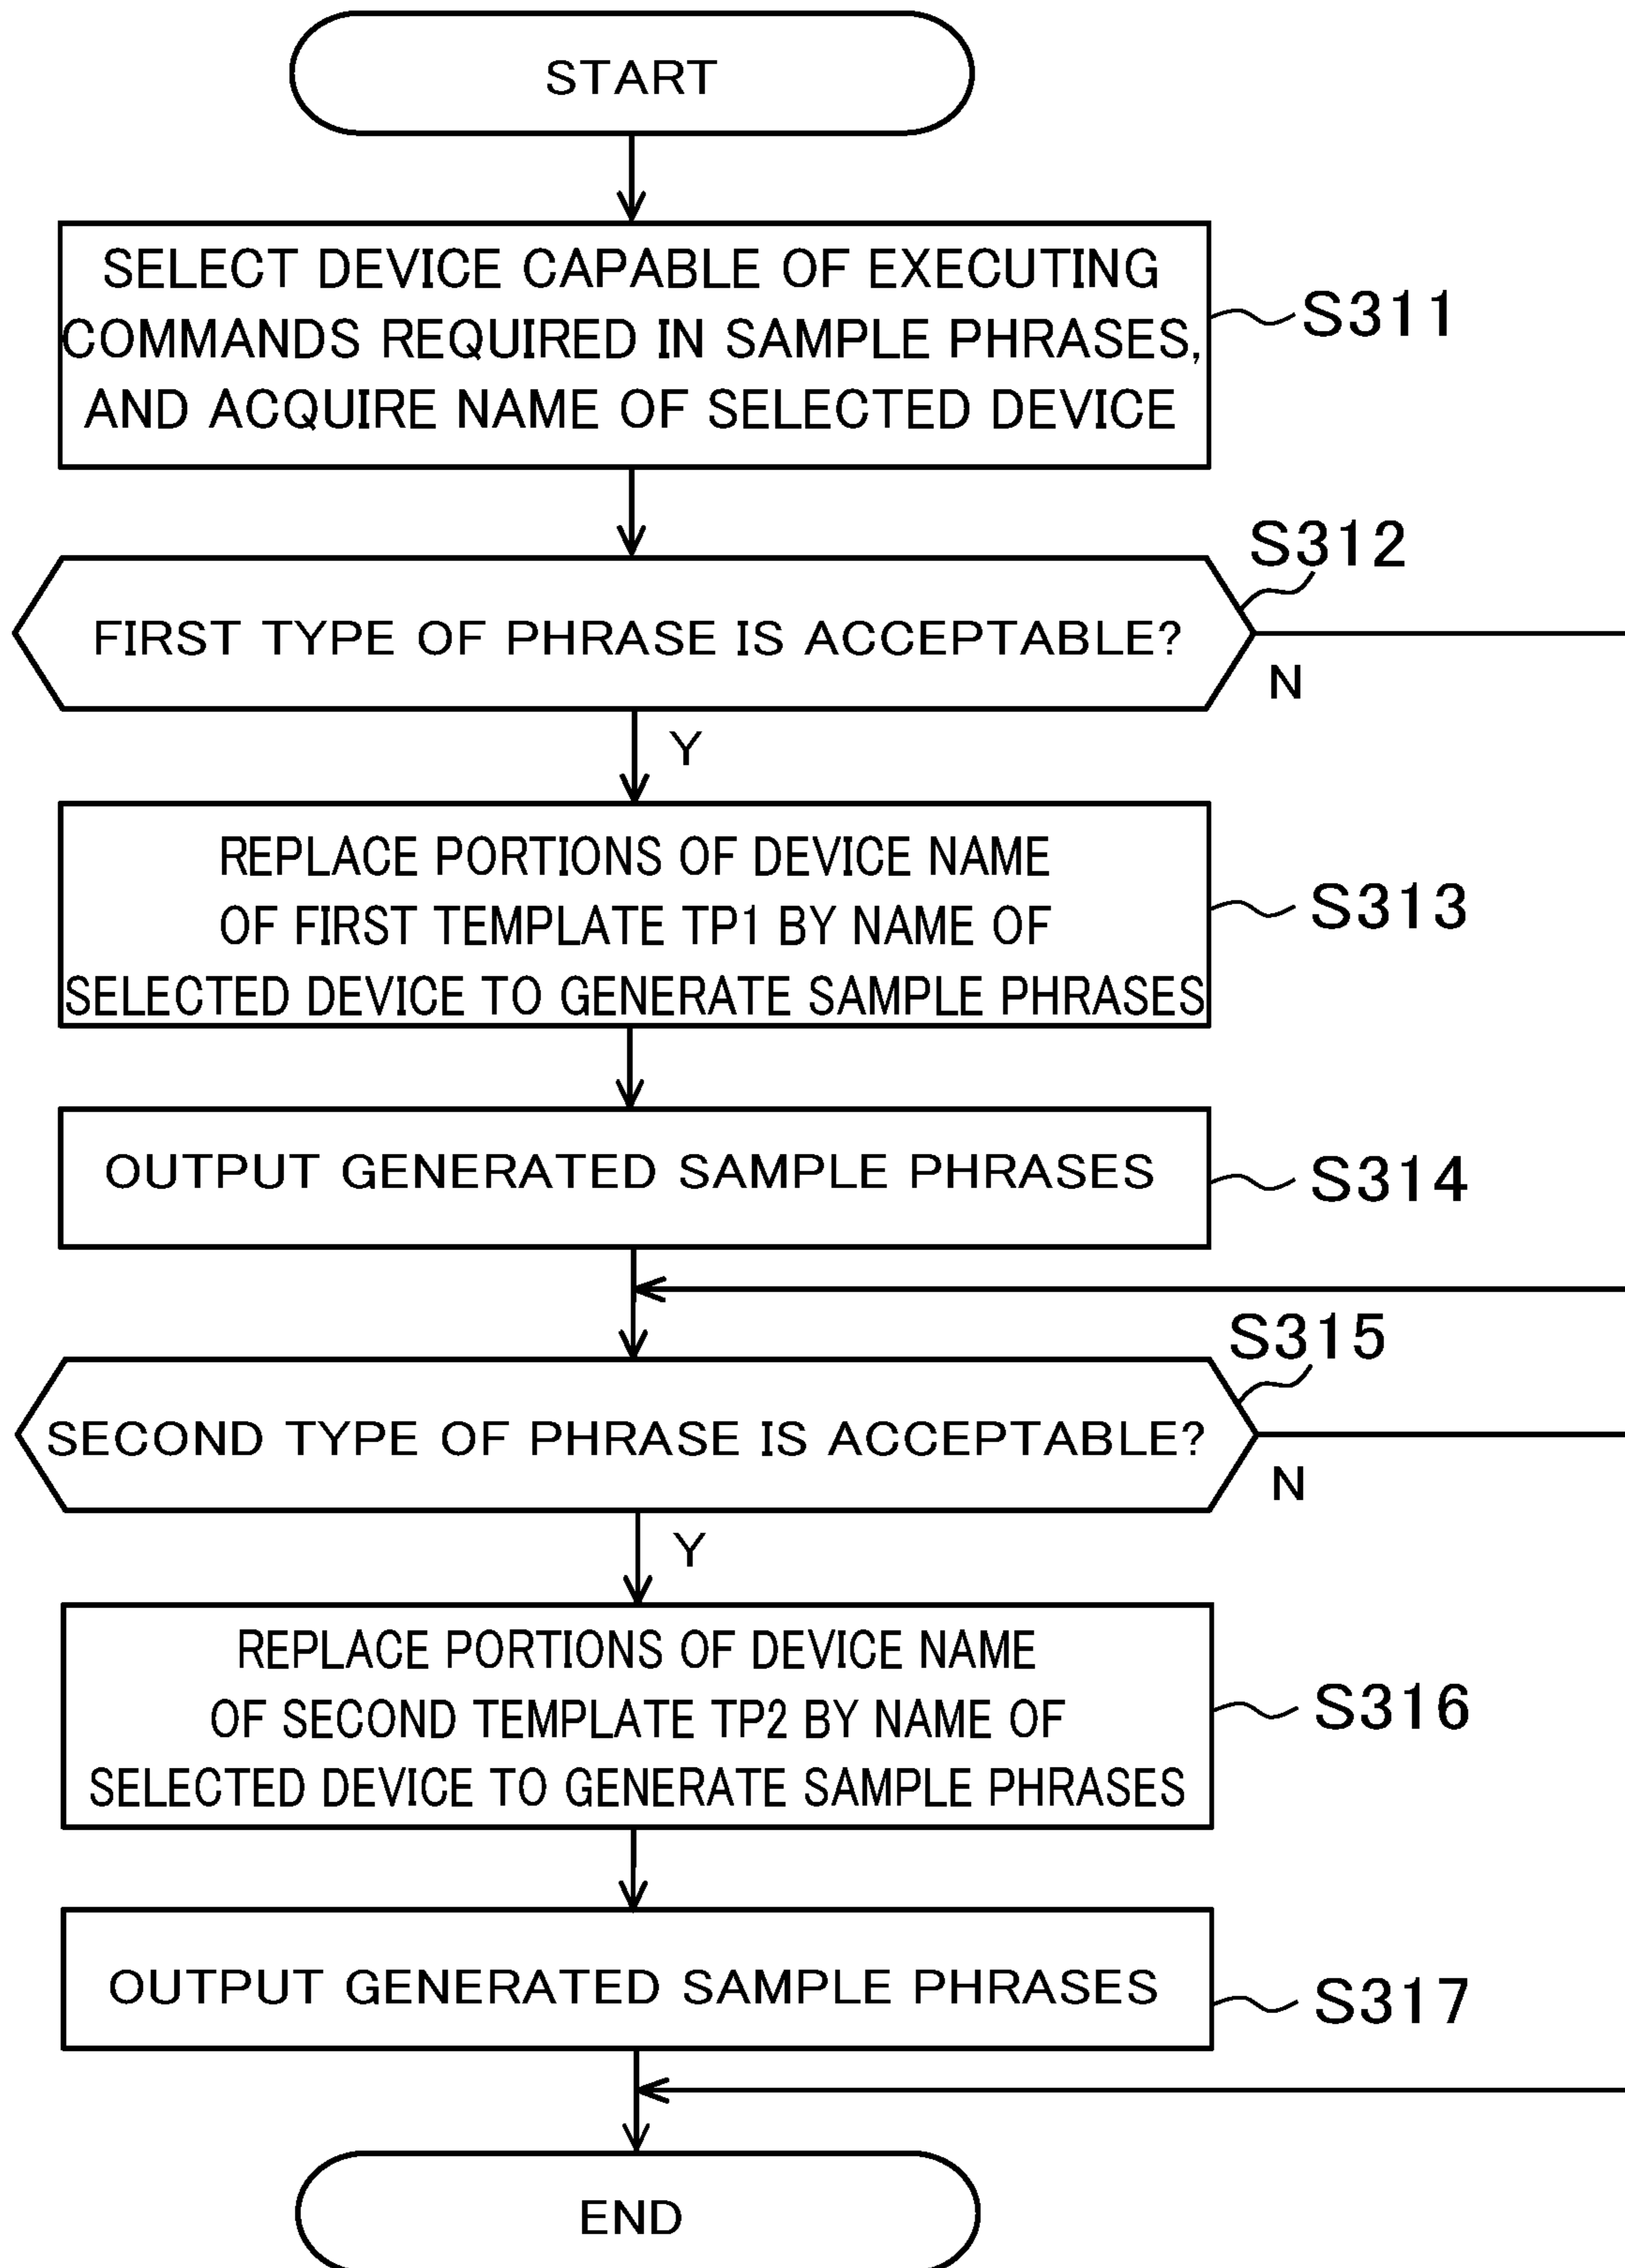 START
SELECT DEVICE CAPABLE OF EXECUTING
COMMANDS REQUIRED IN SAMPLE PHRASES,
AND ACQUIRE NAME OF SELECTED DEVICE
S311
S312
FIRST TYPE OF PHRASE IS ACCEPTABLE?
N
Y
REPLACE PORTIONS OF DEVICE NAME
OF FIRST TEMPLATE TP1 BY NAME OF
SELECTED DEVICE TO GENERATE SAMPLE PHRASES
S313
OUTPUT GENERATED SAMPLE PHRASES
S314
S315
SECOND TYPE OF PHRASE IS ACCEPTABLE?
N
Y
REPLACE PORTIONS OF DEVICE NAME
OF SECOND TEMPLATE TP2 BY NAME OF
SELECTED DEVICE TO GENERATE SAMPLE PHRASES
S316
OUTPUT GENERATED SAMPLE PHRASES
S317
END